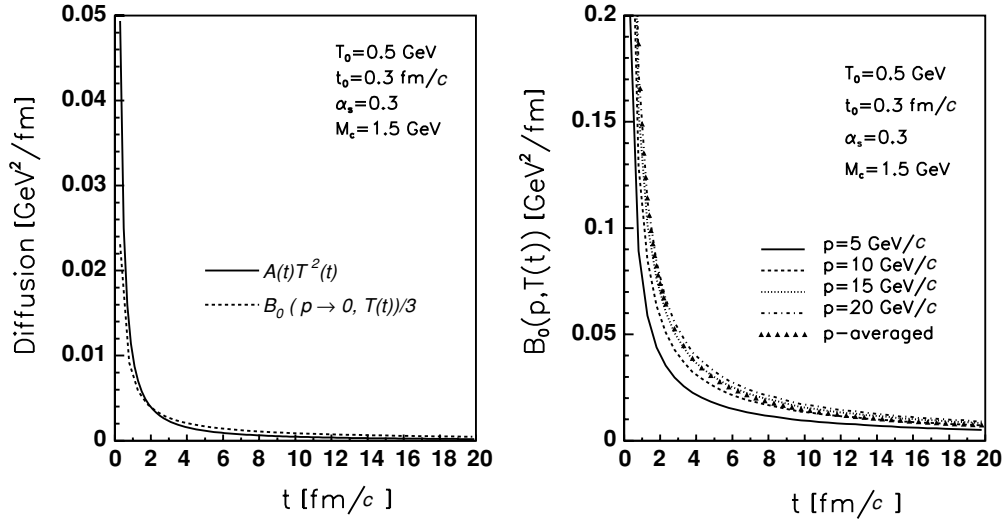 Diffusion [GeV²/fm]
0.05
0.04
0.03
0.02
0.01
0
T₀=0.5 GeV
t₀=0.3 fm/c
αₛ=0.3
M_c=1.5 GeV
A(t)T²(t)
B₀ (p → 0, T(t))/3
0 2 4 6 8 10 12 14 16 18 20
t [fm/c]
B₀(p,T(t)) [GeV²/fm]
0.2
0.15
0.1
0.05
0
T₀=0.5 GeV
t₀=0.3 fm/c
αₛ=0.3
M_c=1.5 GeV
p=5 GeV/c
p=10 GeV/c
p=15 GeV/c
p=20 GeV/c
p-averaged
0 2 4 6 8 10 12 14 16 18 20
t [fm/c]